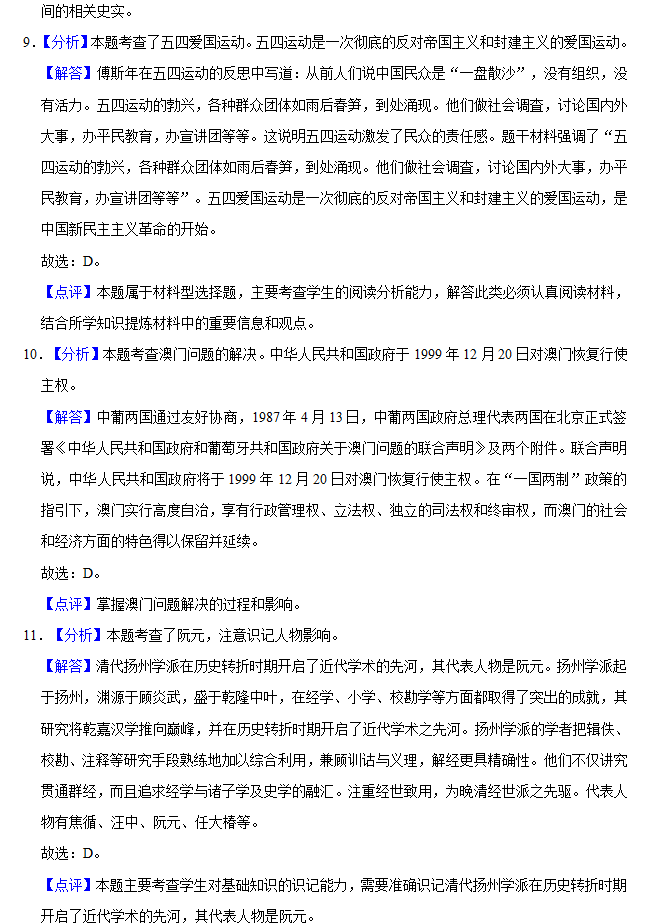 间的相关史实。
9．【分析】本题考查了五四爱国运动。五四运动是一次彻底的反对帝国主义和封建主义的爱国运动。
【解答】傅斯年在五四运动的反思中写道：从前人们说中国民众是“一盘散沙”，没有组织，没
有活力。五四运动的勃兴，各种群众团体如雨后春笋，到处涌现。他们做社会调查，讨论国内外
大事，办平民教育，办宣讲团等等。这说明五四运动激发了民众的责任感。题干材料强调了“五
四运动的勃兴，各种群众团体如雨后春笋，到处涌现。他们做社会调查，讨论国内外大事，办平
民教育，办宣讲团等等”。五四爱国运动是一次彻底的反对帝国主义和封建主义的爱国运动，是
中国新民主主义革命的开始。
故选：D。
【点评】本题属于材料型选择题，主要考查学生的阅读分析能力，解答此类必须认真阅读材料，
结合所学知识提炼材料中的重要信息和观点。
10．【分析】本题考查澳门问题的解决。中华人民共和国政府于 1999 年 12 月 20 日对澳门恢复行使
主权。
【解答】中葡两国通过友好协商，1987 年 4 月 13 日，中葡两国政府总理代表两国在北京正式签
署《中华人民共和国政府和葡萄牙共和国政府关于澳门问题的联合声明》及两个附件。联合声明
说，中华人民共和国政府将于 1999 年 12 月 20 日对澳门恢复行使主权。在“一国两制”政策的
指引下，澳门实行高度自治，享有行政管理权、立法权、独立的司法权和终审权，而澳门的社会
和经济方面的特色得以保留并延续。
故选：D。
【点评】掌握澳门问题解决的过程和影响。
11．【分析】本题考查了阮元，注意识记人物影响。
【解答】清代扬州学派在历史转折时期开启了近代学术的先河，其代表人物是阮元。扬州学派起
于扬州，渊源于顾炎武，盛于乾隆中叶，在经学、小学、校勘学等方面都取得了突出的成就，其
研究将乾嘉汉学推向巅峰，并在历史转折时期开启了近代学术之先河。扬州学派的学者把辑佚、
校勘、注释等研究手段熟练地加以综合利用，兼顾训诂与义理，解经更具精确性。他们不仅讲究
贯通群经，而且追求经学与诸子学及史学的融汇。注重经世致用，为晚清经世派之先驱。代表人
物有焦循、汪中、阮元、任大椿等。
故选：D。
【点评】本题主要考查学生对基础知识的识记能力，需要准确识记清代扬州学派在历史转折时期
开启了近代学术的先河，其代表人物是阮元。